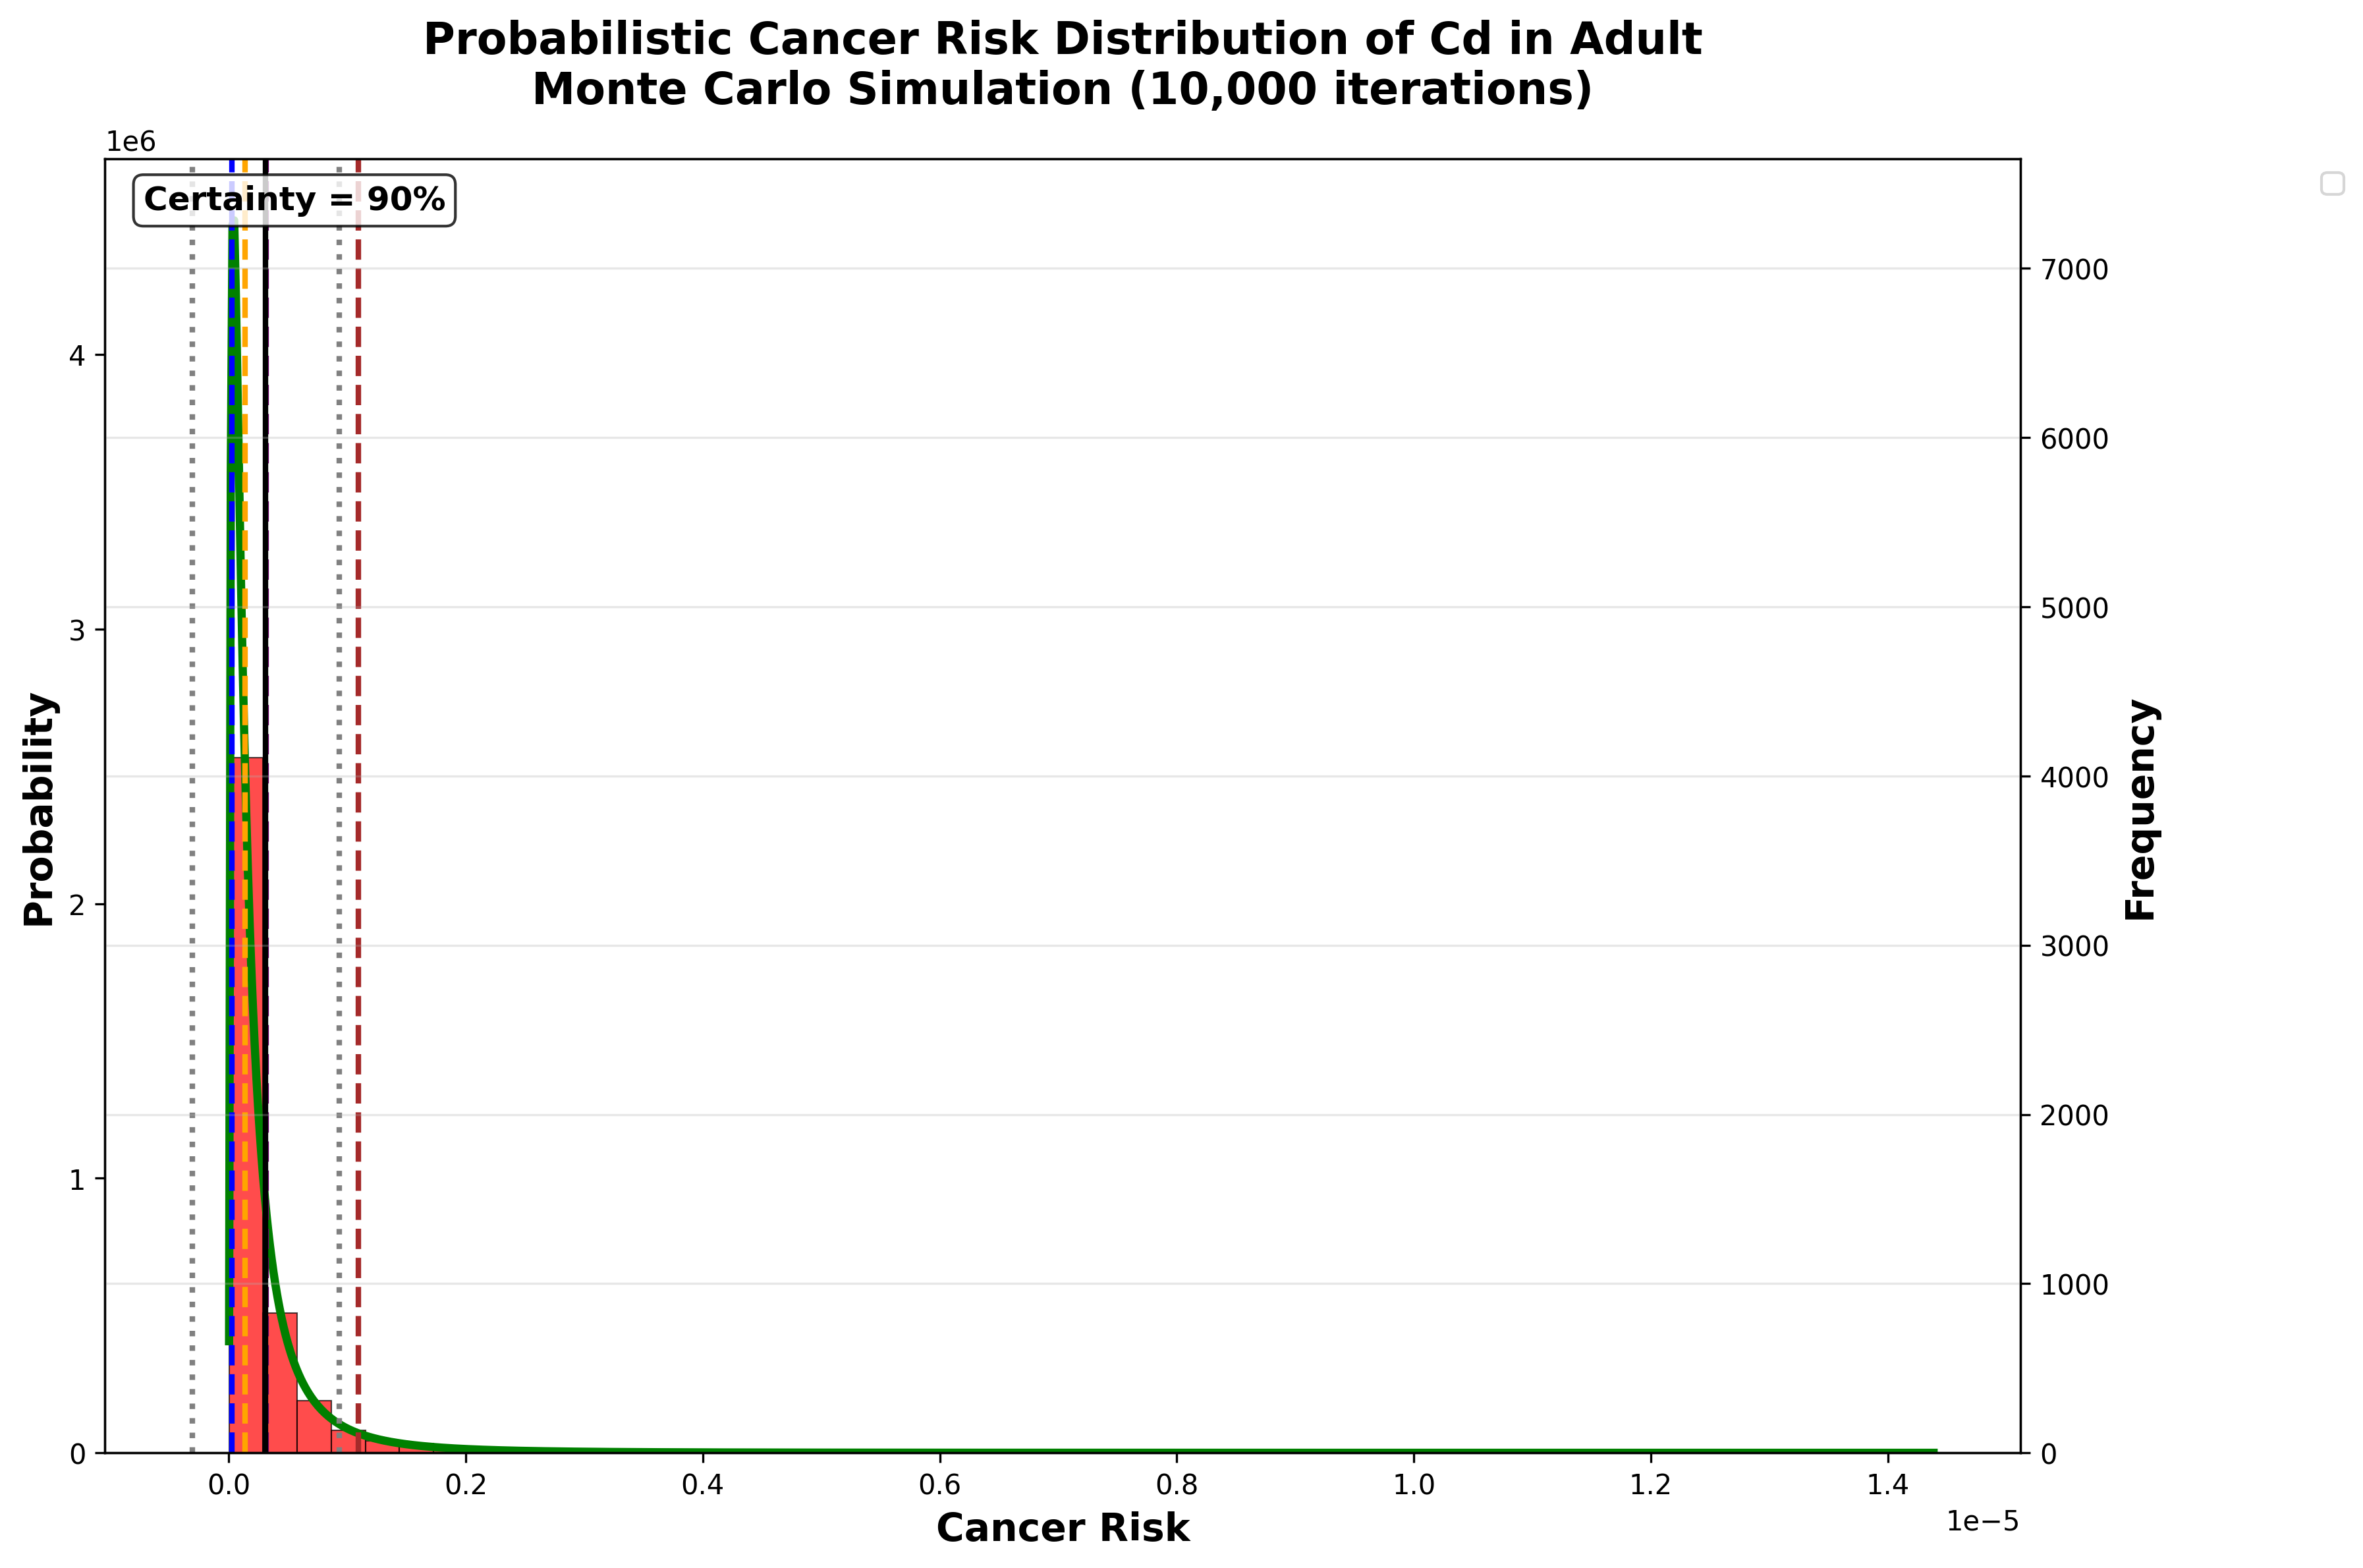 Probabilistic Cancer Risk Distribution of Cd in Adult
Monte Carlo Simulation (10,000 iterations)
1e6
Certainty = 90%
7000
6000
4
5000
3
4000
Probability
Frequency
2
3000
2000
1
1000
0
0
0.0 0.2 0.4 0.6 0.8 1.0 1.2 1.4
1e−5
Cancer Risk